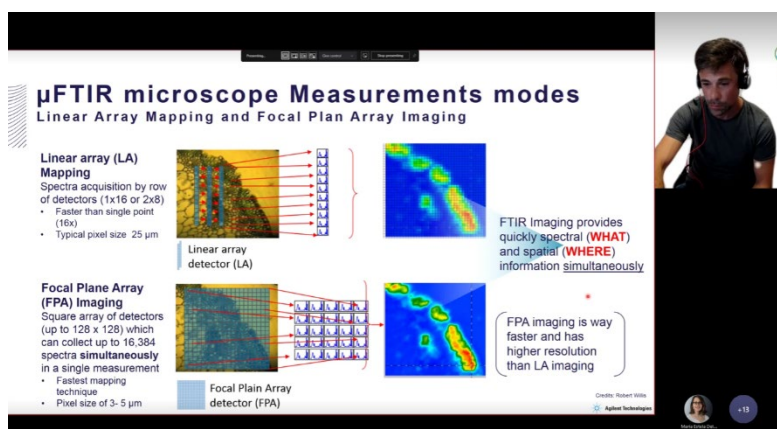 Presenting...
Stop presenting
µFTIR microscope Measurements modes
Linear Array Mapping and Focal Plan Array Imaging
Linear array (LA)
Mapping
Spectra acquisition by row
of detectors (1x16 or 2x8)
• Faster than single point
(16x)
• Typical pixel size 25 µm
Linear array
detector (LA)
Focal Plane Array
(FPA) Imaging
Square array of detectors
(up to 128 x 128) which
can collect up to 16,384
spectra simultaneously
in a single measurement
• Fastest mapping
technique
• Pixel size of 3- 5 µm
Focal Plain Array
detector (FPA)
FTIR Imaging provides
quickly spectral (WHAT)
and spatial (WHERE)
information simultaneously
FPA imaging is way
faster and has
higher resolution
than LA imaging
Credits: Robert Willis
Agilent Technologies
+13